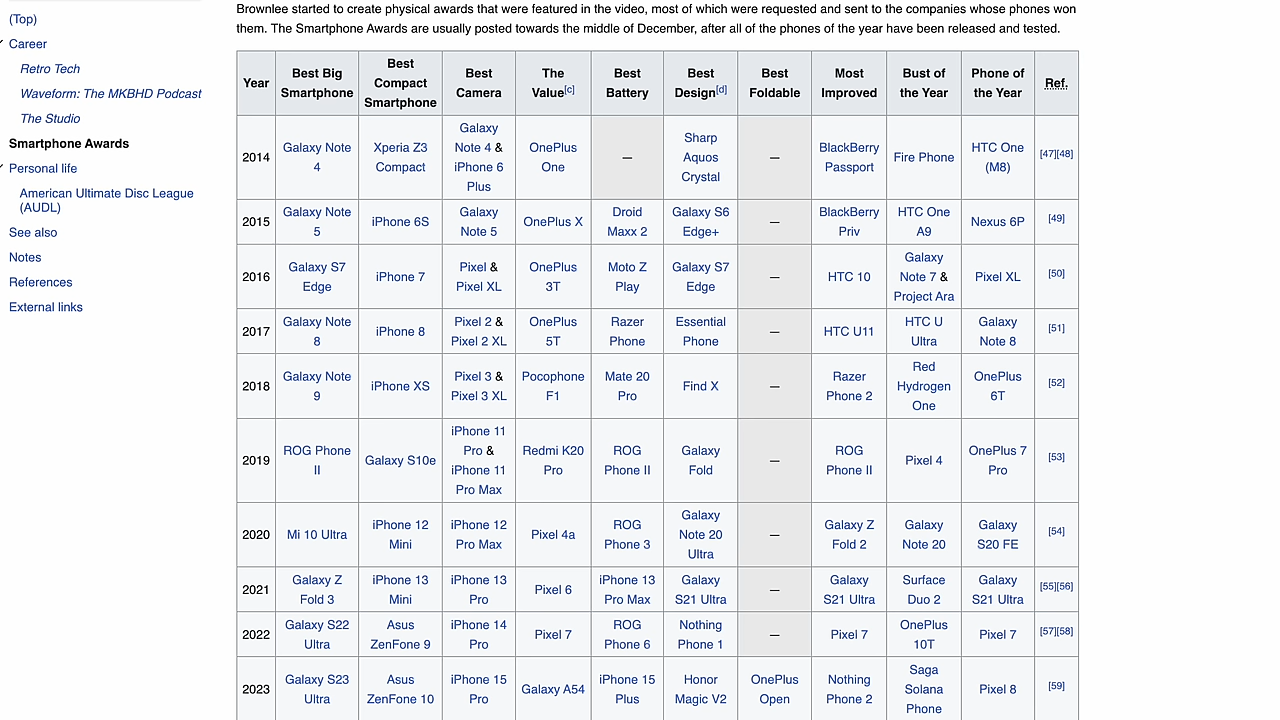 (Top)
Career
Retro Tech
Waveform: The MKBHD Podcast
The Studio
Smartphone Awards
Personal life
American Ultimate Disc League
(AUDL)
See also
Notes
References
External links
Brownlee started to create physical awards that were featured in the video, most of which were requested and sent to the companies whose phones won
them. The Smartphone Awards are usually posted towards the middle of December, after all of the phones of the year have been released and tested.
Year
Best Big
Smartphone
Best
Compact
Smartphone
Best
Camera
The
Value[c]
Best
Battery
Best
Design[d]
Best
Foldable
Most
Improved
Bust of
the Year
Phone of
the Year
Ref.
2014
Galaxy Note
4
Xperia Z3
Compact
Galaxy
Note 4 &
iPhone 6
Plus
OnePlus
One
—
Sharp
Aquos
Crystal
—
BlackBerry
Passport
Fire Phone
HTC One
(M8)
[47][48]
2015
Galaxy Note
5
iPhone 6S
Galaxy
Note 5
OnePlus X
Droid
Maxx 2
Galaxy S6
Edge+
—
BlackBerry
Priv
HTC One
A9
Nexus 6P
[49]
2016
Galaxy S7
Edge
iPhone 7
Pixel &
Pixel XL
OnePlus
3T
Moto Z
Play
Galaxy S7
Edge
—
HTC 10
Galaxy
Note 7 &
Project Ara
Pixel XL
[50]
2017
Galaxy Note
8
iPhone 8
Pixel 2 &
Pixel 2 XL
OnePlus
5T
Razer
Phone
Essential
Phone
—
HTC U11
HTC U
Ultra
Galaxy
Note 8
[51]
2018
Galaxy Note
9
iPhone XS
Pixel 3 &
Pixel 3 XL
Pocophone
F1
Mate 20
Pro
Find X
—
Razer
Phone 2
Red
Hydrogen
One
OnePlus
6T
[52]
2019
ROG Phone
II
Galaxy S10e
iPhone 11
Pro &
iPhone 11
Pro Max
Redmi K20
Pro
ROG
Phone II
Galaxy
Fold
—
ROG
Phone II
Pixel 4
OnePlus 7
Pro
[53]
2020
Mi 10 Ultra
iPhone 12
Mini
iPhone 12
Pro Max
Pixel 4a
ROG
Phone 3
Galaxy
Note 20
Ultra
—
Galaxy Z
Fold 2
Galaxy
Note 20
Galaxy
S20 FE
[54]
2021
Galaxy Z
Fold 3
iPhone 13
Mini
iPhone 13
Pro
Pixel 6
iPhone 13
Pro Max
Galaxy
S21 Ultra
—
Galaxy
S21 Ultra
Surface
Duo 2
Galaxy
S21 Ultra
[55][56]
2022
Galaxy S22
Ultra
Asus
ZenFone 9
iPhone 14
Pro
Pixel 7
ROG
Phone 6
Nothing
Phone 1
—
Pixel 7
OnePlus
10T
Pixel 7
[57][58]
2023
Galaxy S23
Ultra
Asus
ZenFone 10
iPhone 15
Pro
Galaxy A54
iPhone 15
Plus
Honor
Magic V2
OnePlus
Open
Nothing
Phone 2
Saga
Solana
Phone
Pixel 8
[59]